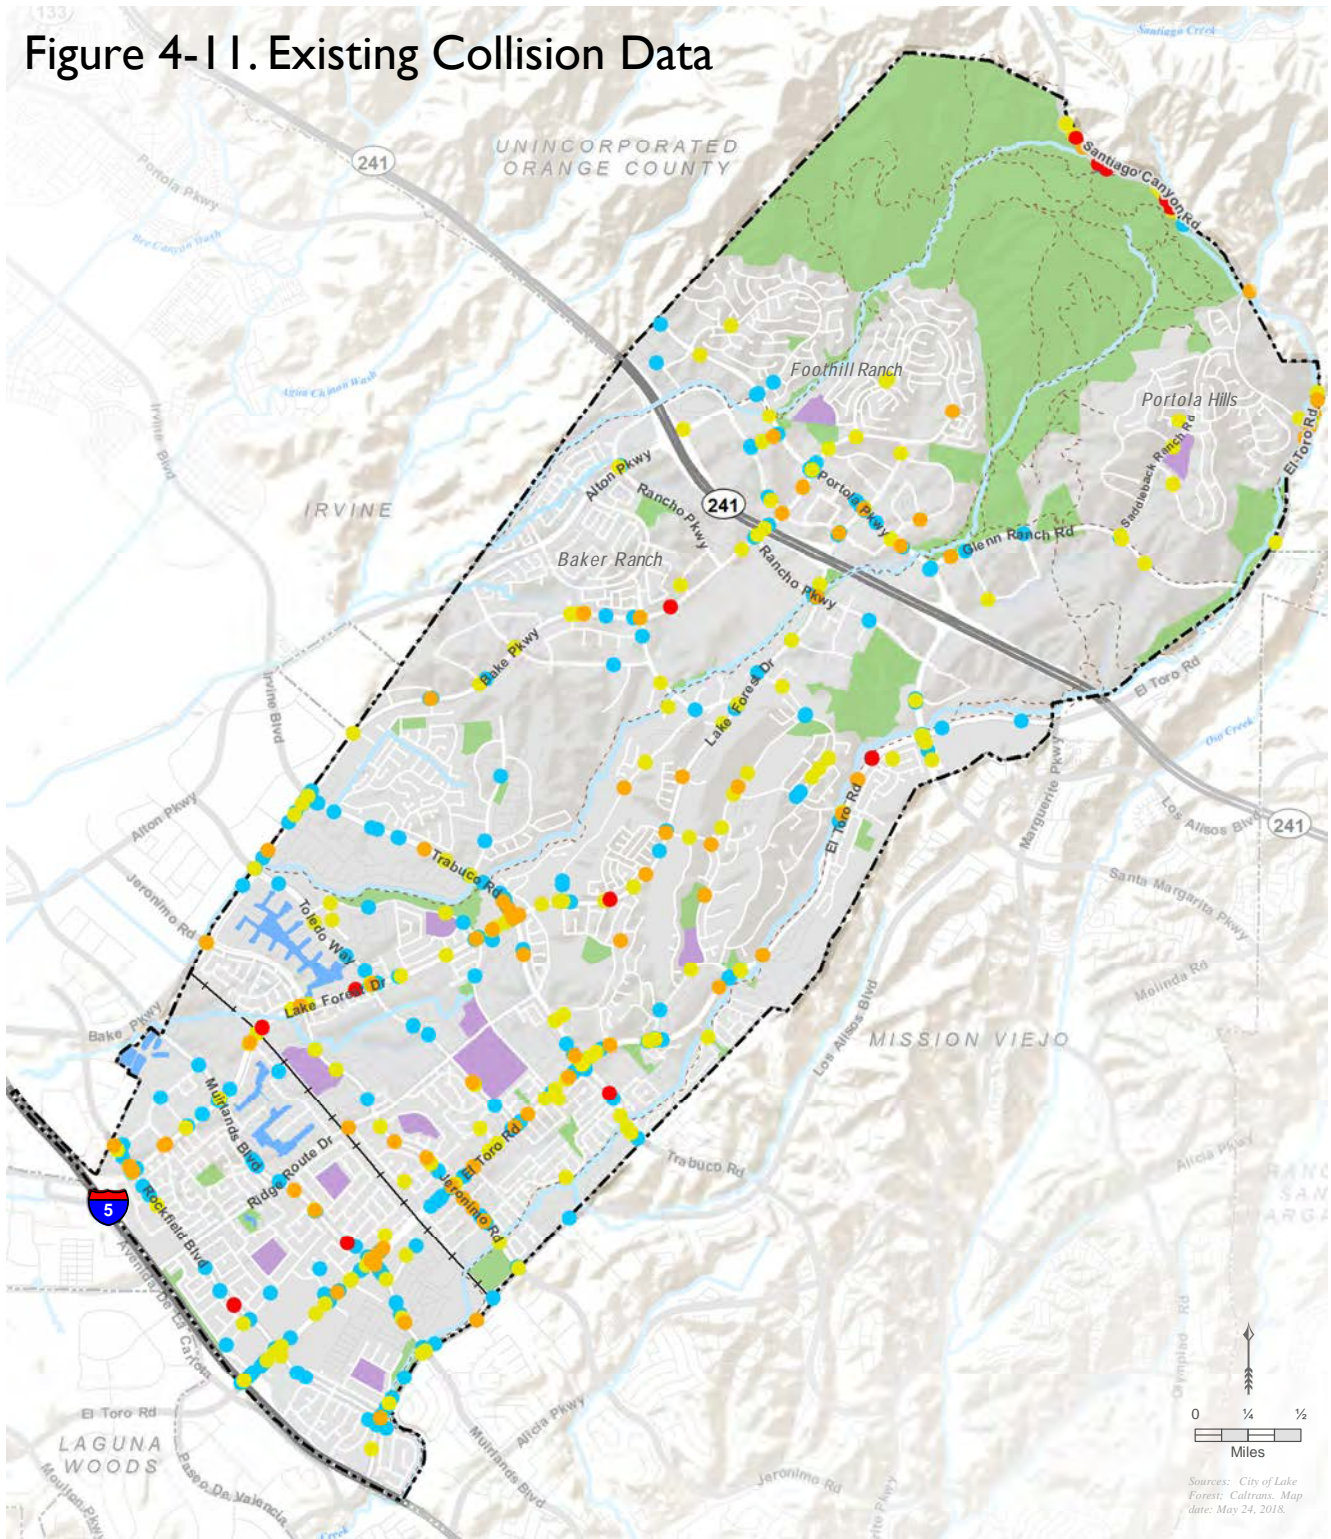 133
Figure 4-11. Existing Collision Data
Santiago Creek
UNINCORPORATED
ORANGE COUNTY
241
Portola Pkwy
Santiago Canyon Rd
Bee Canyon Wash
Agua Chinon Wash
Foothill Ranch
Portola Hills
Irvine Blvd
El Toro Rd
Saddleback Ranch Rd
Alton Pkwy
Rancho Pkwy
241
Portola Pkwy
IRVINE
Glenn Ranch Rd
Baker Ranch
Rancho Pkwy
Bake Pkwy
El Toro Rd
Irvine Blvd
Lake Forest Dr
Oso Creek
Marguerite Pkwy
Los Alisos Blvd
241
Alton Pkwy
El Toro Rd
Trabuco Rd
Santa Margarita Pkwy
Jeronimo Rd
Toledo Way
Melinda Rd
Lake Forest Dr
Los Alisos Blvd
Bake Pkwy
MISSION VIEJO
Muirlands Blvd
El Toro Rd
Ridge Route Dr
Trabuco Rd
Alicia Pkwy
Jeronimo Rd
5
Rockfield Blvd
Avenida De La Carlota
Olympiad Rd
0 ¼ ½
Miles
El Toro Rd
LAGUNA
WOODS
Alicia Pkwy
Muirlands Blvd
Paseo De Valencia
Jeronimo Rd
Moulton Pkwy
Creek
Sources: City of Lake
Forest; Caltrans. Map
date: May 24, 2018.